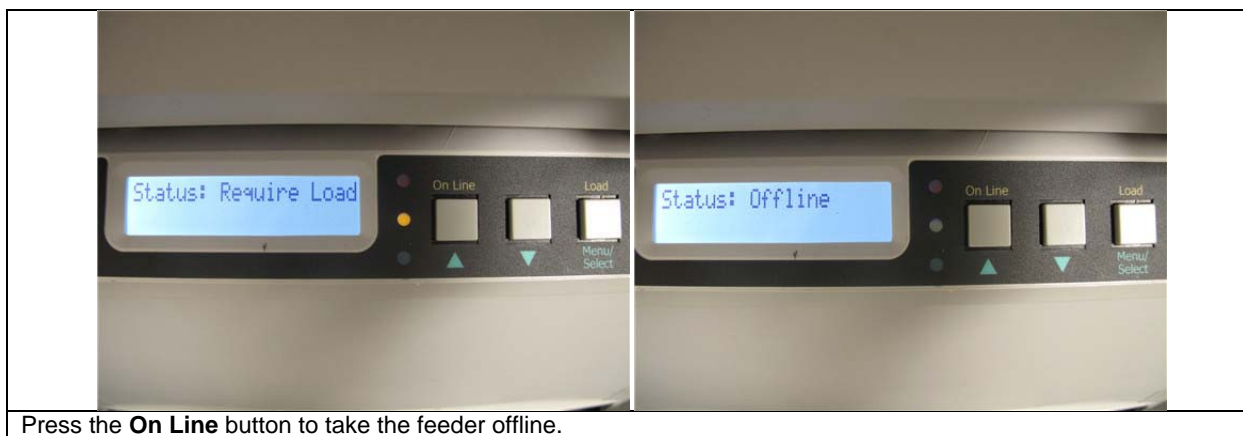 Status: Require Load
On Line
Load
Menu/
Select
Status: Offline
On Line
Load
Menu/
Select
Press the On Line button to take the feeder offline.